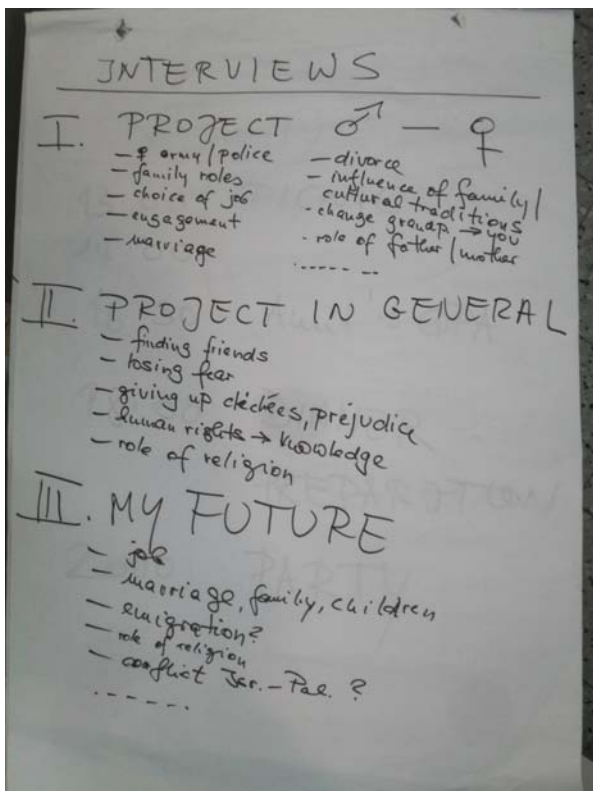 INTERVIEWS
I. PROJECT ♂ – ♀
– ♀ army/police
– family roles
– choice of job
– engagement
– marriage
– divorce
– influence of family/
cultural traditions
- change grandp → you
- role of father/mother
.......
II. PROJECT IN GENERAL
– finding friends
– losing fear
– giving up clichées, prejudice
– human rights → knowledge
– role of religion
III. MY FUTURE
– job
– marriage, family, children
– emigration?
– role of religion
– conflict Isr. – Pal. ?
......